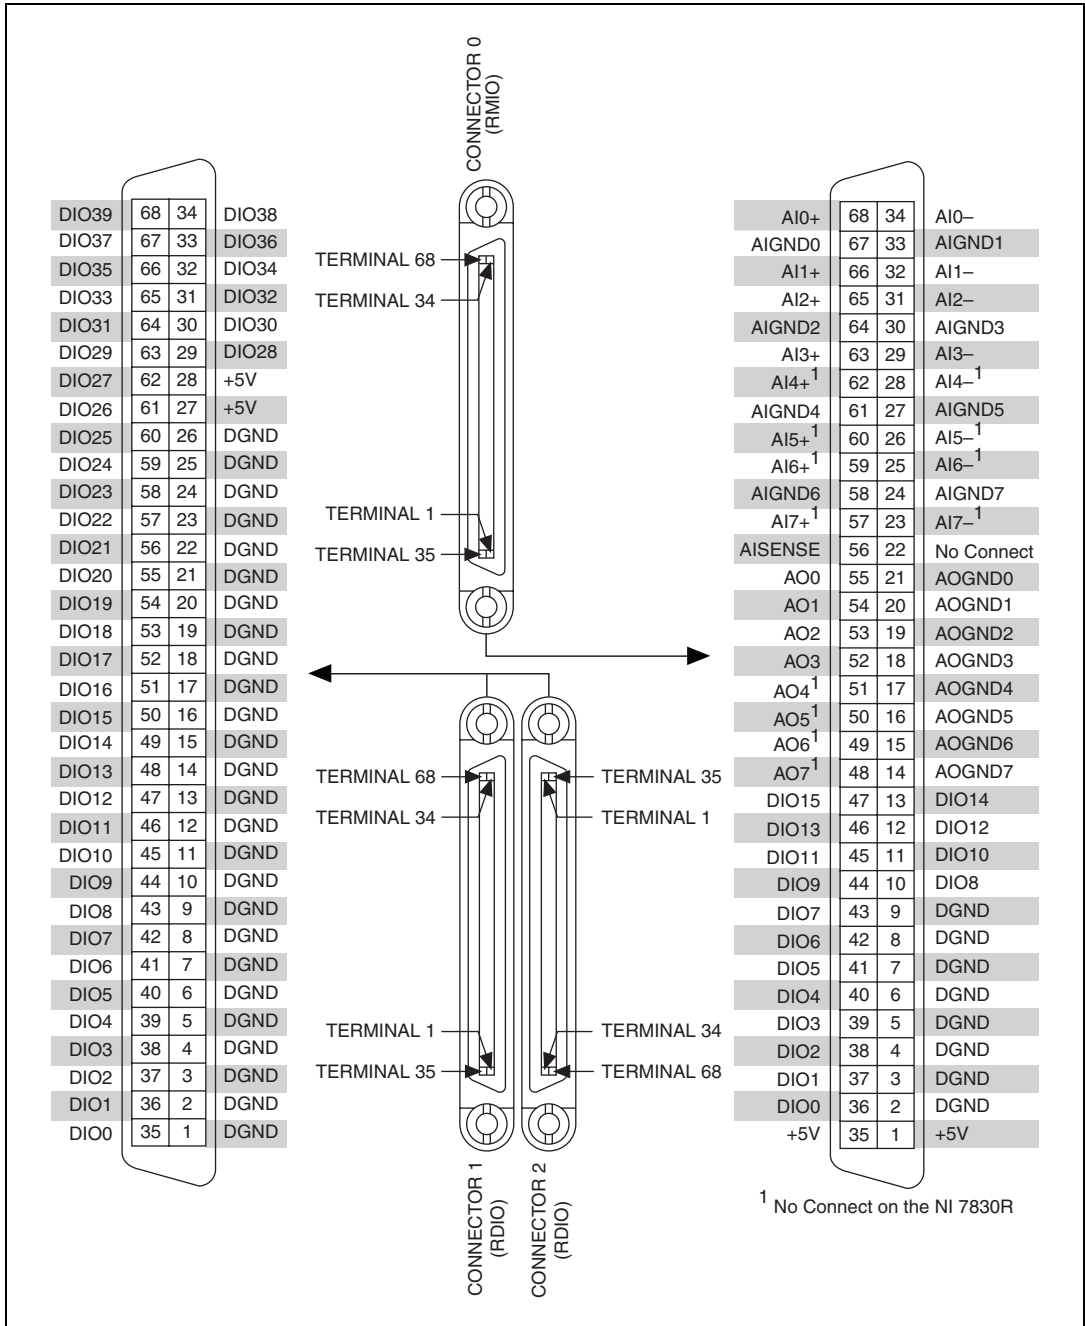 CONNECTOR 0
(RMIO)
DIO39 68 34 DIO38
DIO37 67 33 DIO36
DIO35 66 32 DIO34
DIO33 65 31 DIO32
DIO31 64 30 DIO30
DIO29 63 29 DIO28
DIO27 62 28 +5V
DIO26 61 27 +5V
DIO25 60 26 DGND
DIO24 59 25 DGND
DIO23 58 24 DGND
DIO22 57 23 DGND
DIO21 56 22 DGND
DIO20 55 21 DGND
DIO19 54 20 DGND
DIO18 53 19 DGND
DIO17 52 18 DGND
DIO16 51 17 DGND
DIO15 50 16 DGND
DIO14 49 15 DGND
DIO13 48 14 DGND
DIO12 47 13 DGND
DIO11 46 12 DGND
DIO10 45 11 DGND
DIO9 44 10 DGND
DIO8 43 9 DGND
DIO7 42 8 DGND
DIO6 41 7 DGND
DIO5 40 6 DGND
DIO4 39 5 DGND
DIO3 38 4 DGND
DIO2 37 3 DGND
DIO1 36 2 DGND
DIO0 35 1 DGND
TERMINAL 68
TERMINAL 34
TERMINAL 1
TERMINAL 35
TERMINAL 68
TERMINAL 34
TERMINAL 35
TERMINAL 1
TERMINAL 1
TERMINAL 35
TERMINAL 34
TERMINAL 68
CONNECTOR 1
(RDIO)
CONNECTOR 2
(RDIO)
AI0+ 68 34 AI0–
AIGND0 67 33 AIGND1
AI1+ 66 32 AI1–
AI2+ 65 31 AI2–
AIGND2 64 30 AIGND3
AI3+ 63 29 AI3–
AI4+1 62 28 AI4–1
AIGND4 61 27 AIGND5
AI5+1 60 26 AI5–1
AI6+1 59 25 AI6–1
AIGND6 58 24 AIGND7
AI7+1 57 23 AI7–1
AISENSE 56 22 No Connect
AO0 55 21 AOGND0
AO1 54 20 AOGND1
AO2 53 19 AOGND2
AO3 52 18 AOGND3
AO41 51 17 AOGND4
AO51 50 16 AOGND5
AO61 49 15 AOGND6
AO71 48 14 AOGND7
DIO15 47 13 DIO14
DIO13 46 12 DIO12
DIO11 45 11 DIO10
DIO9 44 10 DIO8
DIO7 43 9 DGND
DIO6 42 8 DGND
DIO5 41 7 DGND
DIO4 40 6 DGND
DIO3 39 5 DGND
DIO2 38 4 DGND
DIO1 37 3 DGND
DIO0 36 2 DGND
+5V 35 1 +5V
1 No Connect on the NI 7830R